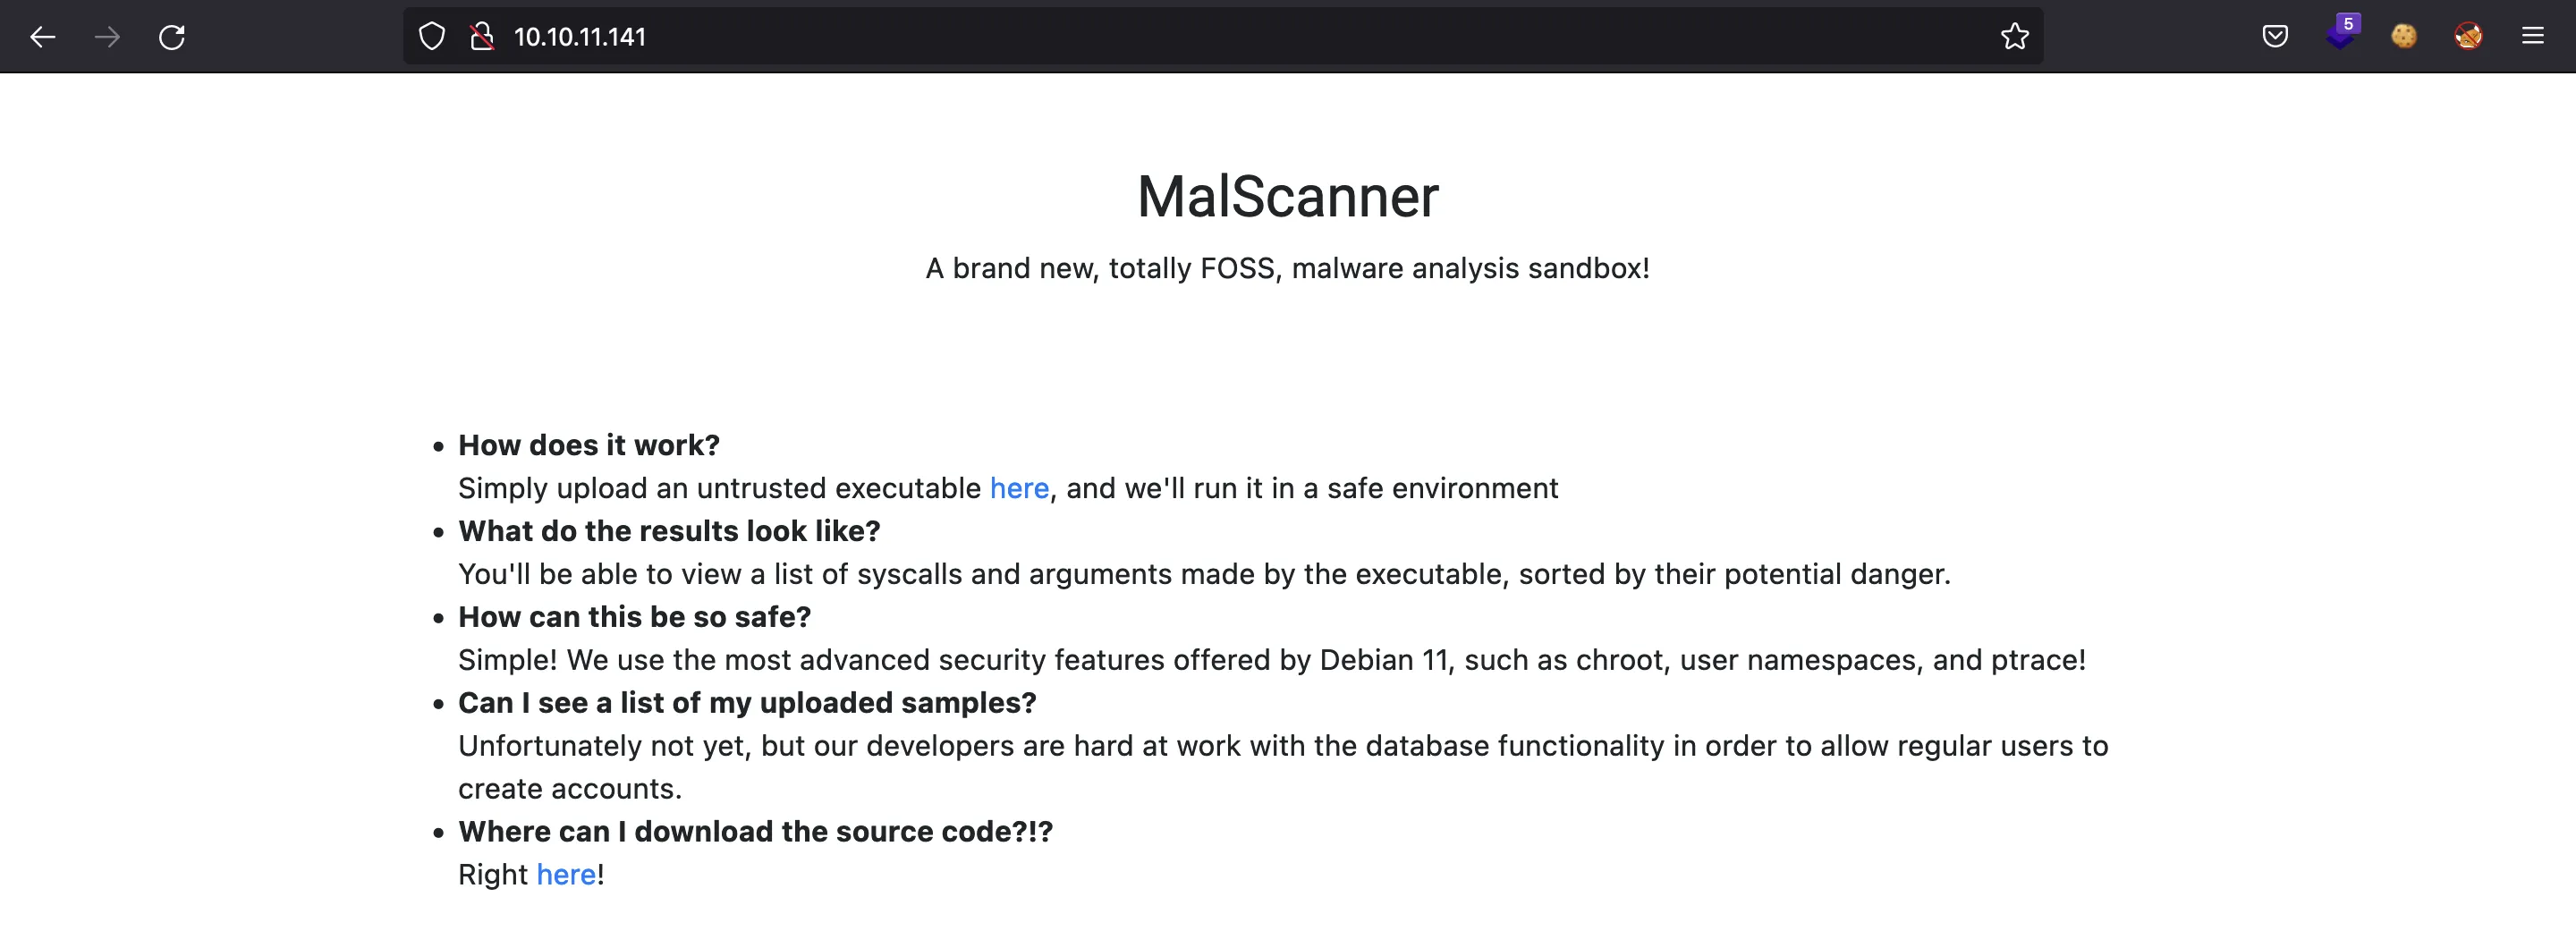 10.10.11.141
5
MalScanner
A brand new, totally FOSS, malware analysis sandbox!
• How does it work?
Simply upload an untrusted executable here, and we'll run it in a safe environment
• What do the results look like?
You'll be able to view a list of syscalls and arguments made by the executable, sorted by their potential danger.
• How can this be so safe?
Simple! We use the most advanced security features offered by Debian 11, such as chroot, user namespaces, and ptrace!
• Can I see a list of my uploaded samples?
Unfortunately not yet, but our developers are hard at work with the database functionality in order to allow regular users to
create accounts.
• Where can I download the source code?!?
Right here!